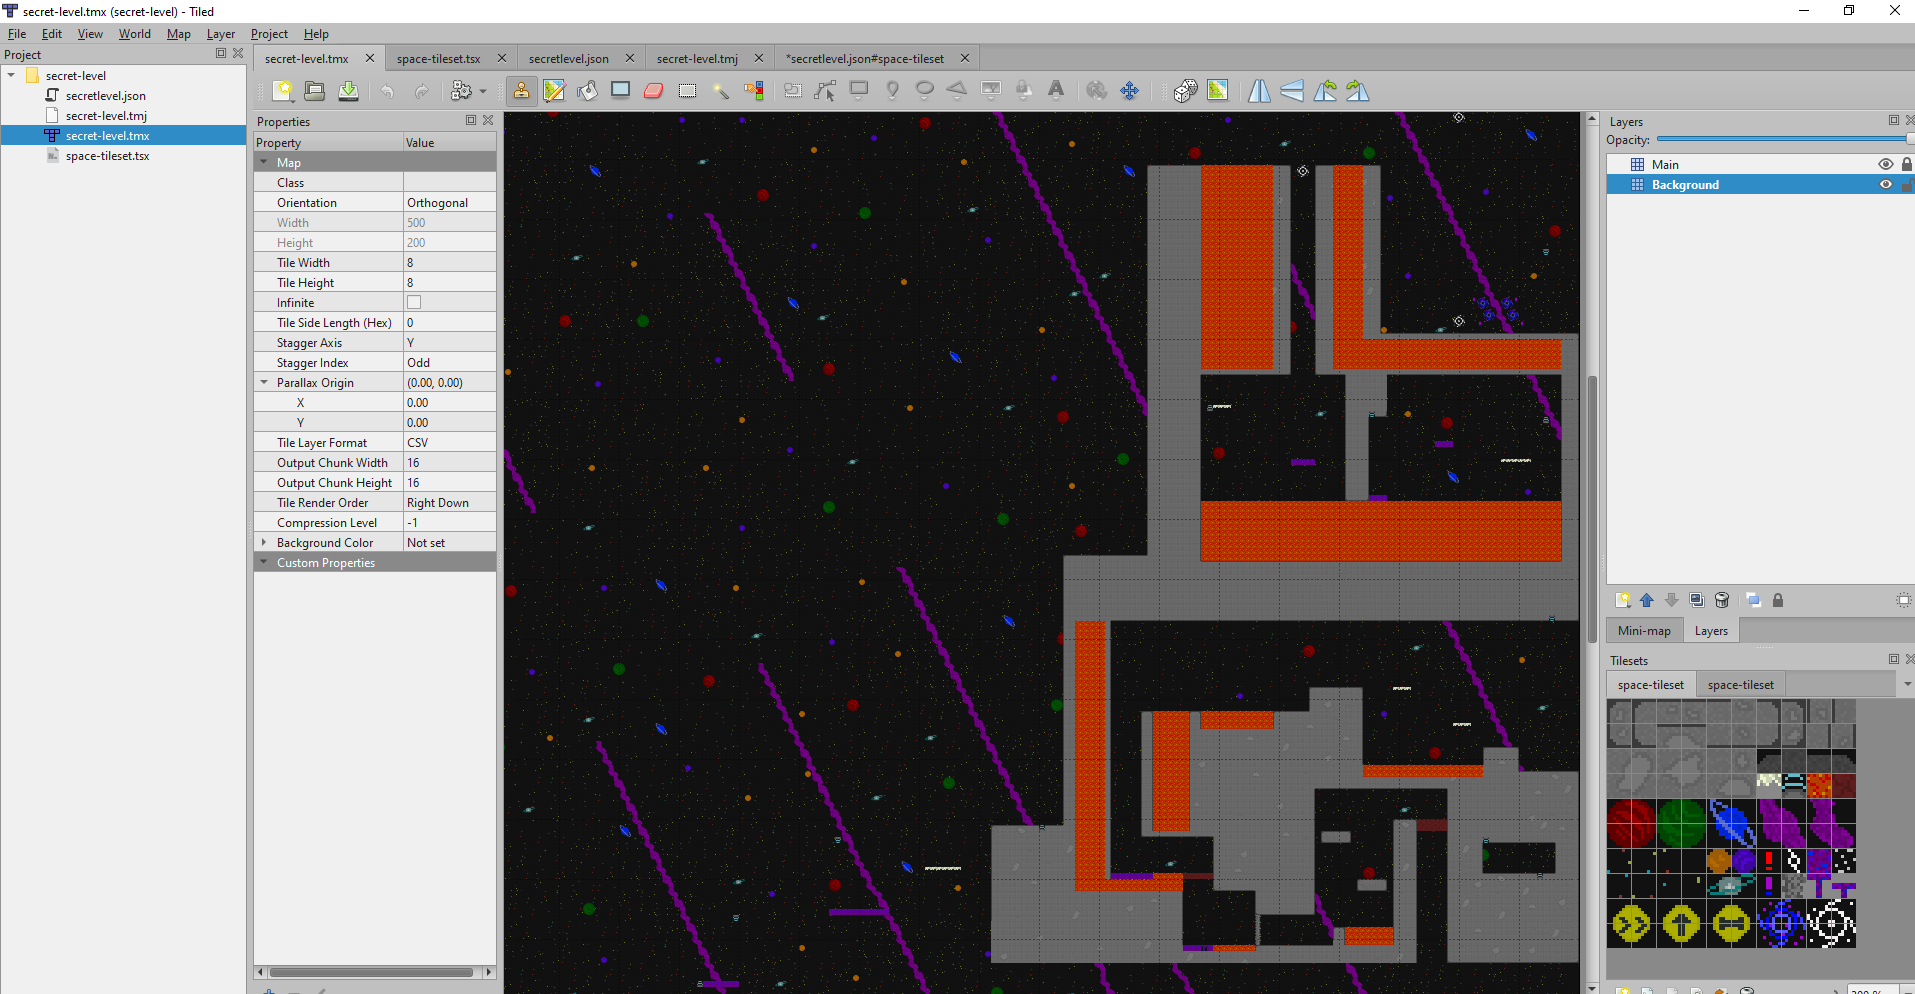 secret-level.tmx (secret-level) - Tiled
File Edit View World Map Layer Project Help
Project
secret-level
secretlevel.json
secret-level.tmj
secret-level.tmx
space-tileset.tsx
secret-level.tmx space-tileset.tsx secretlevel.json secret-level.tmj *secretlevel.json#space-tileset
Properties
Property Value
Map
Class
Orientation Orthogonal
Width 500
Height 200
Tile Width 8
Tile Height 8
Infinite
Tile Side Length (Hex) 0
Stagger Axis Y
Stagger Index Odd
Parallax Origin (0.00, 0.00)
X 0.00
Y 0.00
Tile Layer Format CSV
Output Chunk Width 16
Output Chunk Height 16
Tile Render Order Right Down
Compression Level -1
Background Color Not set
Custom Properties
Layers
Opacity:
Main
Background
Mini-map Layers
Tilesets
space-tileset space-tileset